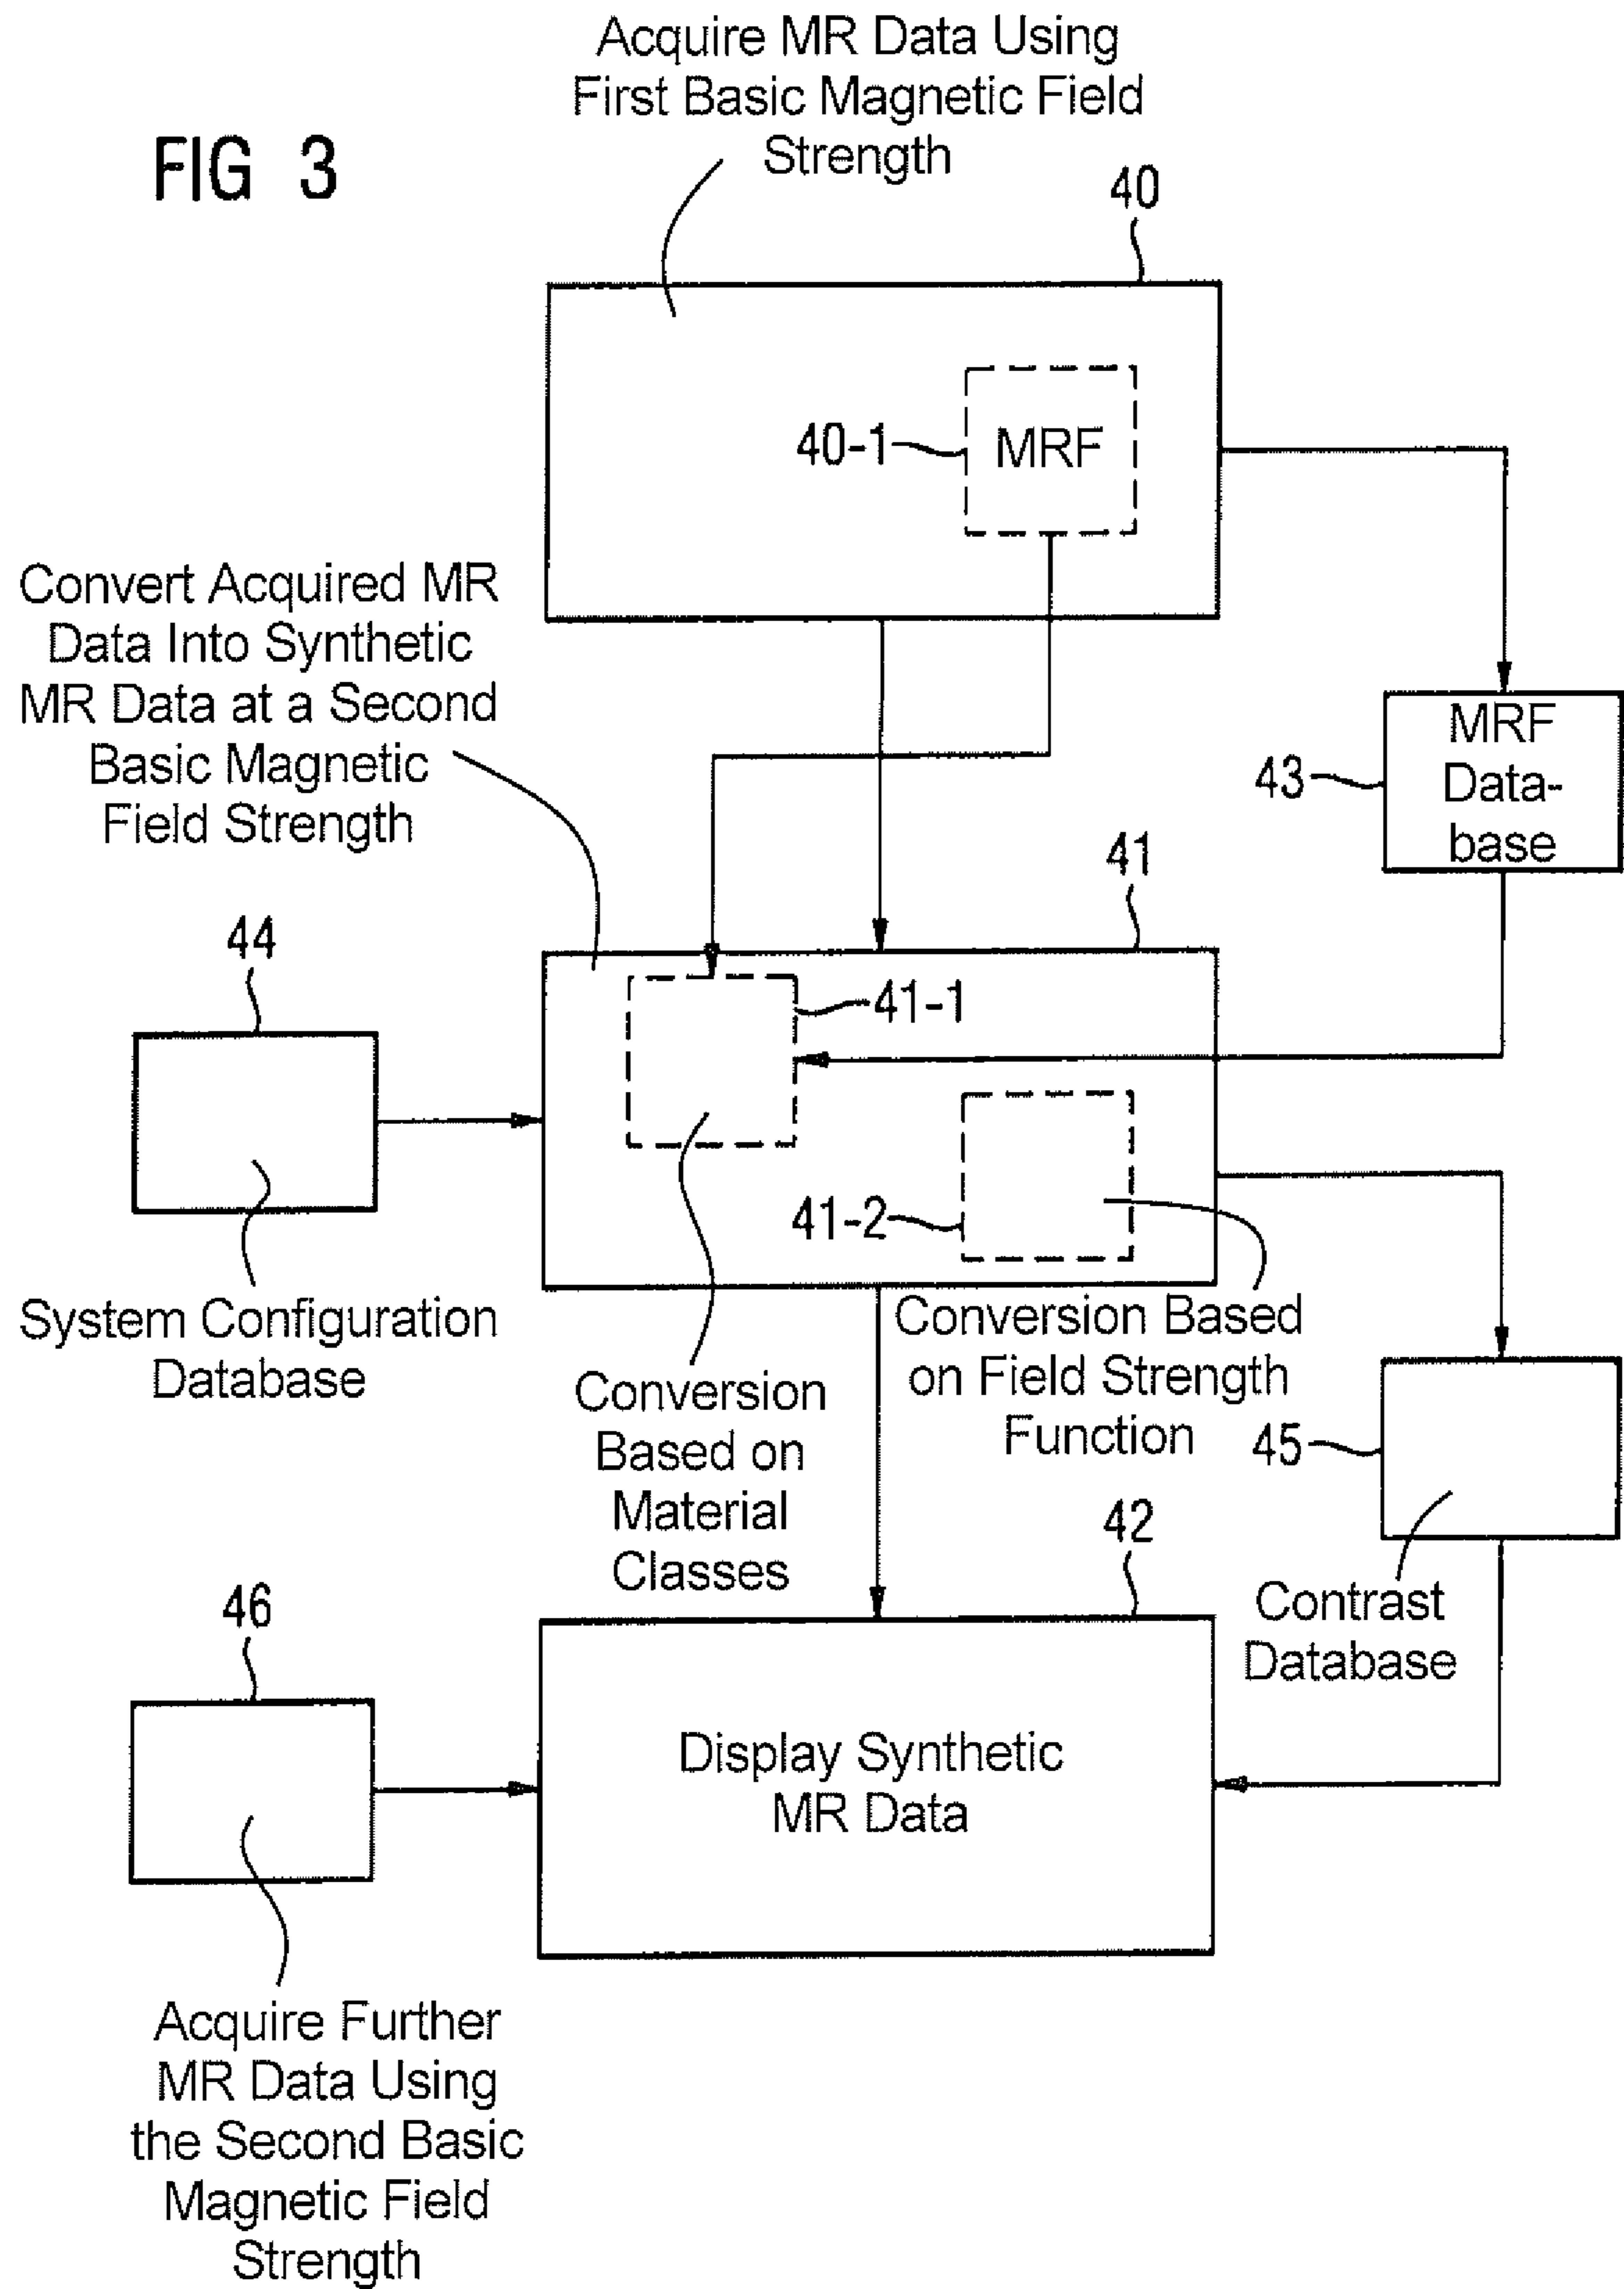 Acquire MR Data Using
First Basic Magnetic Field
Strength
FIG 3
40
40-1
MRF
Convert Acquired MR
Data Into Synthetic
MR Data at a Second
Basic Magnetic
Field Strength
MRF
Data-
base
43
41
44
41-1
41-2
System Configuration
Database
Conversion Based
on Field Strength
Function
Conversion
Based on
Material
Classes
45
42
46
Contrast
Database
Display Synthetic
MR Data
Acquire Further
MR Data Using
the Second Basic
Magnetic Field
Strength